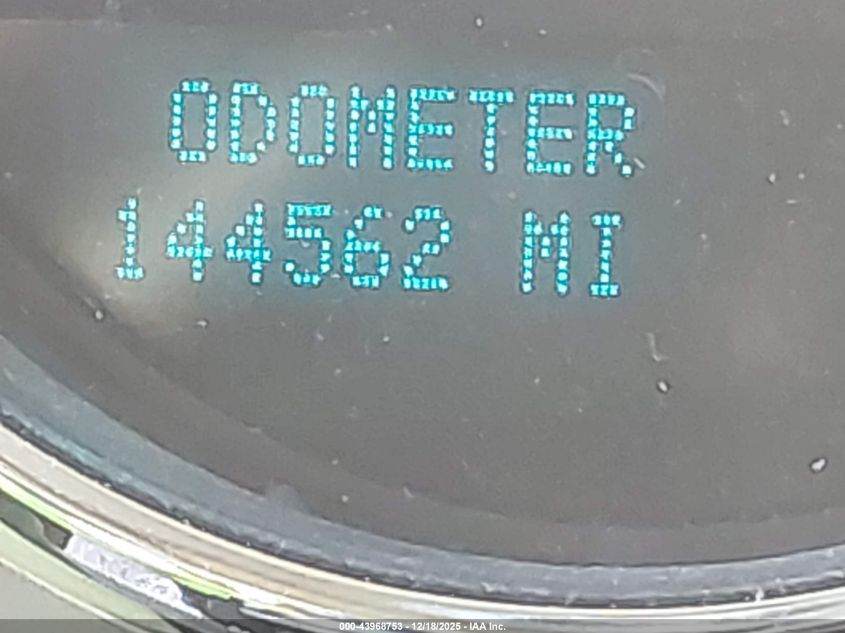 ODOMETER
144562 MI
000-43968753 - 12/18/2025 - IAA Inc.